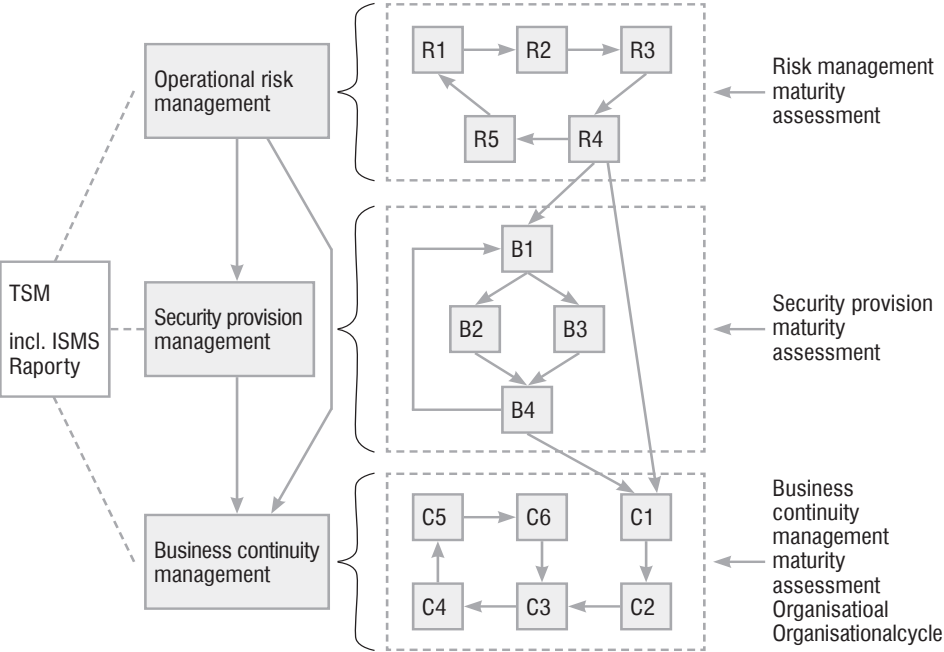 TSM
incl. ISMS
Raporty
Operational risk
management
Security provision
management
Business continuity
management
R1
R2
R3
R5
R4
B1
B2
B3
B4
C5
C6
C1
C4
C3
C2
Risk management
maturity
assessment
Security provision
maturity
assessment
Business
continuity
management
maturity
assessment
Organisatioal
Organisationalcycle